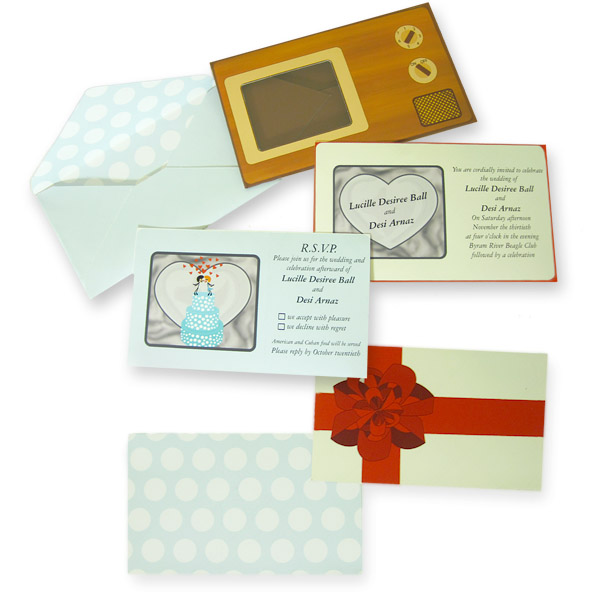 You are cordially invited to celebrate
the wedding of
Lucille Desiree Ball
and
Desi Arnaz
On Saturday afternoon
November the thirtieth
at four o'clock in the evening
Byram River Beagle Club
followed by a celebration
Lucille Desiree Ball
and
Desi Arnaz
R.S.V.P.
Please join us for the wedding and
celebration afterward of
Lucille Desiree Ball
and
Desi Arnaz
we accept with pleasure
we decline with regret
American and Cuban food will be served
Please reply by October twentieth